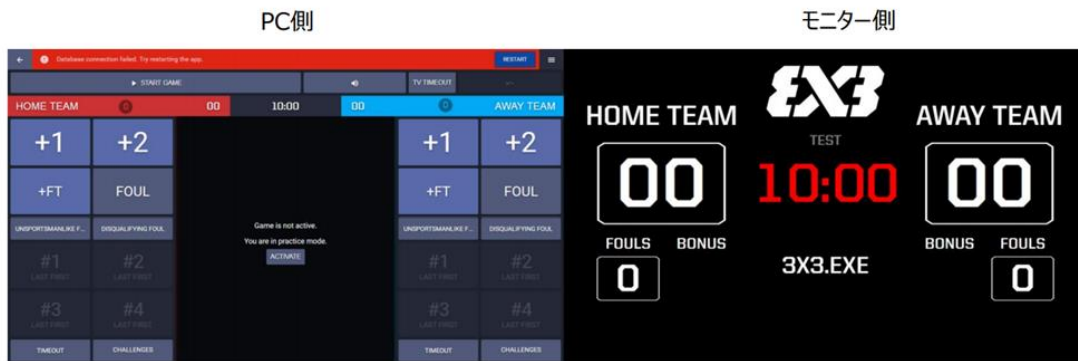 PC側
モニター側
Database connection failed. Try restarting the app.
RESTART
START GAME
TV TIMEOUT
HOME TEAM
0
00
10:00
00
0
AWAY TEAM
+1
+2
+1
+2
+FT
FOUL
+FT
FOUL
UNSPORTSMANLIKE F...
DISQUALIFYING FOUL
UNSPORTSMANLIKE F...
DISQUALIFYING FOUL
Game is not active.
You are in practice mode.
ACTIVATE
#1
LAST FIRST
#2
LAST FIRST
#1
LAST FIRST
#2
LAST FIRST
#3
LAST FIRST
#4
LAST FIRST
#3
LAST FIRST
#4
LAST FIRST
TIMEOUT
CHALLENGES
TIMEOUT
CHALLENGES
3X3
HOME TEAM
AWAY TEAM
TEST
00
10:00
00
FOULS
BONUS
BONUS
FOULS
0
3X3.EXE
0